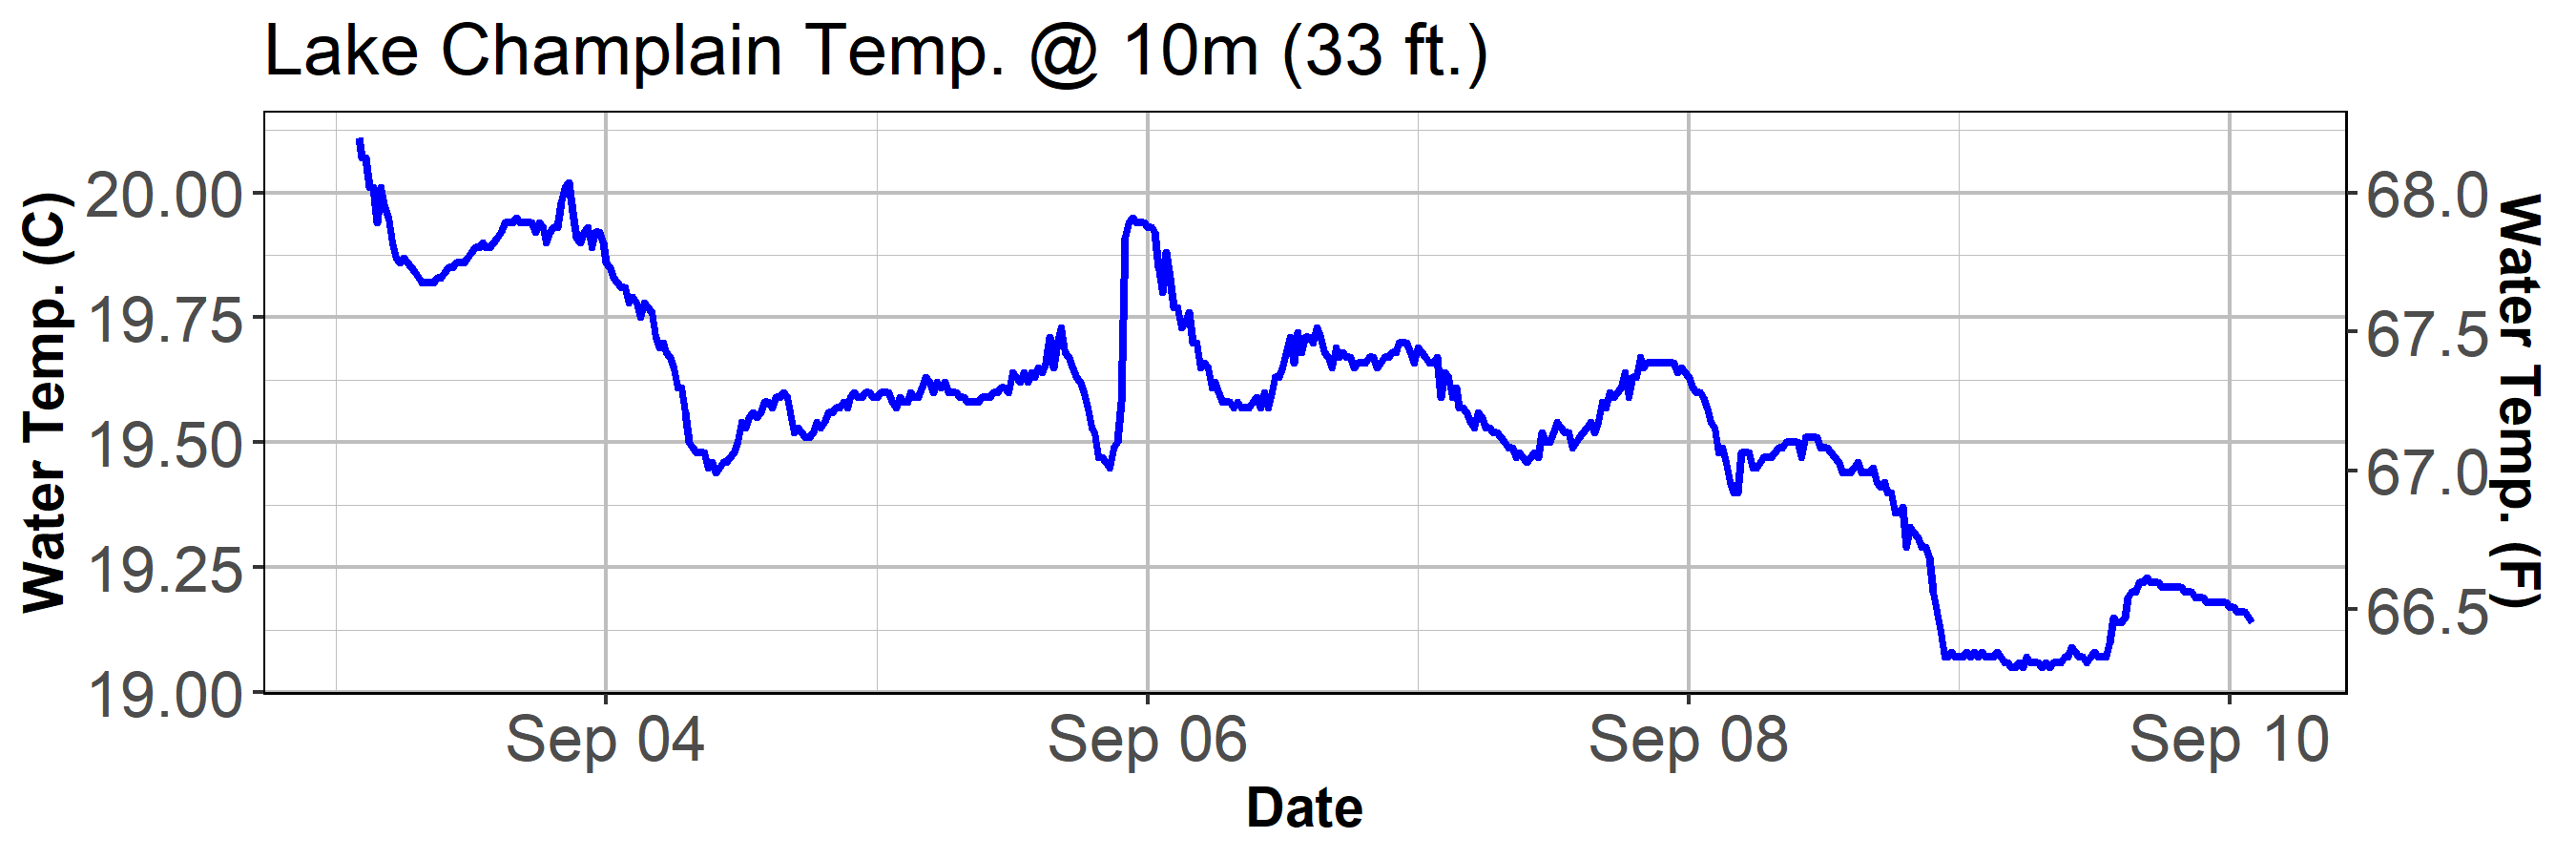 Lake Champlain Temp. @ 10m (33 ft.)
Water Temp. (C)
20.00
19.75
19.50
19.25
19.00
68.0
67.5
67.0
66.5
Water Temp. (F)
Sep 04
Sep 06
Sep 08
Sep 10
Date